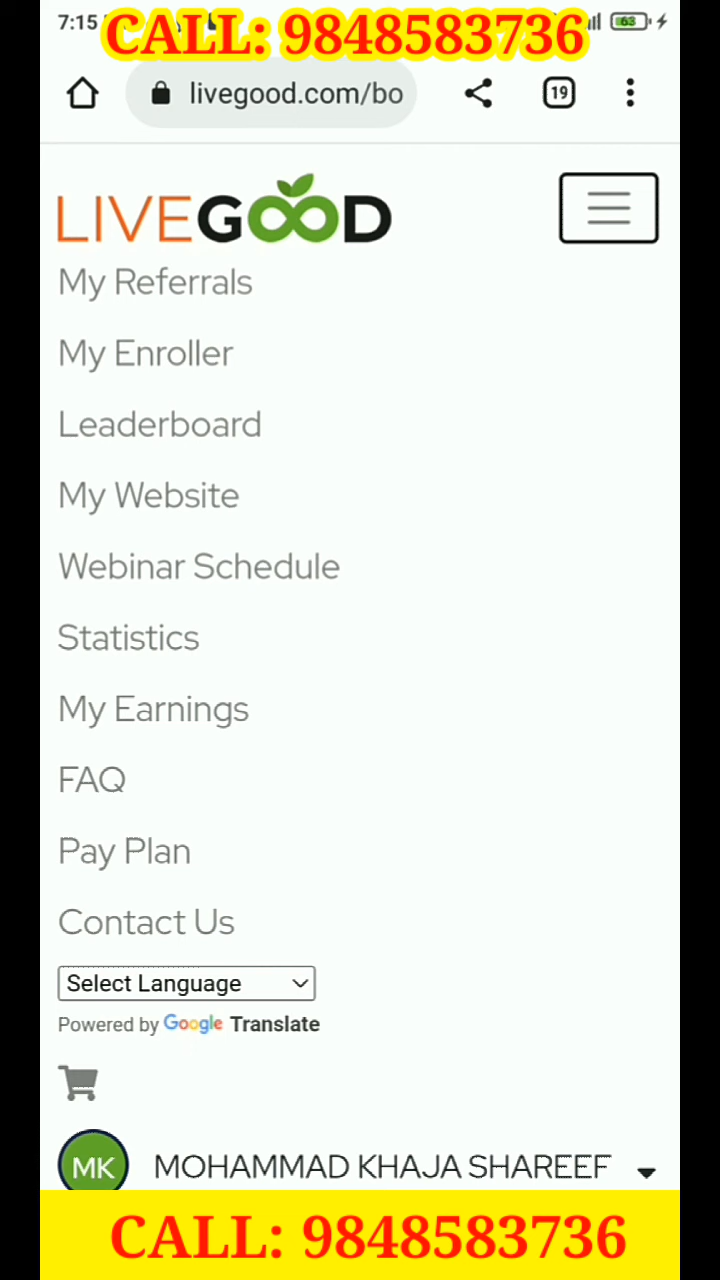 7:15
63
CALL: 9848583736
livegood.com/bo
19
LIVEGOOD
My Referrals
My Enroller
Leaderboard
My Website
Webinar Schedule
Statistics
My Earnings
FAQ
Pay Plan
Contact Us
Select Language
Powered by Google Translate
MK MOHAMMAD KHAJA SHAREEF
CALL: 9848583736